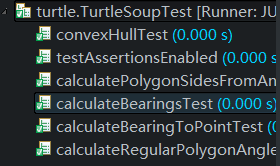 turtle.TurtleSoupTest [Runner: JU
convexHullTest (0.000 s)
testAssertionsEnabled (0.000
calculatePolygonSidesFromAn
calculateBearingsTest (0.000 s)
calculateBearingToPointTest (0
calculateRegularPolygonAngle